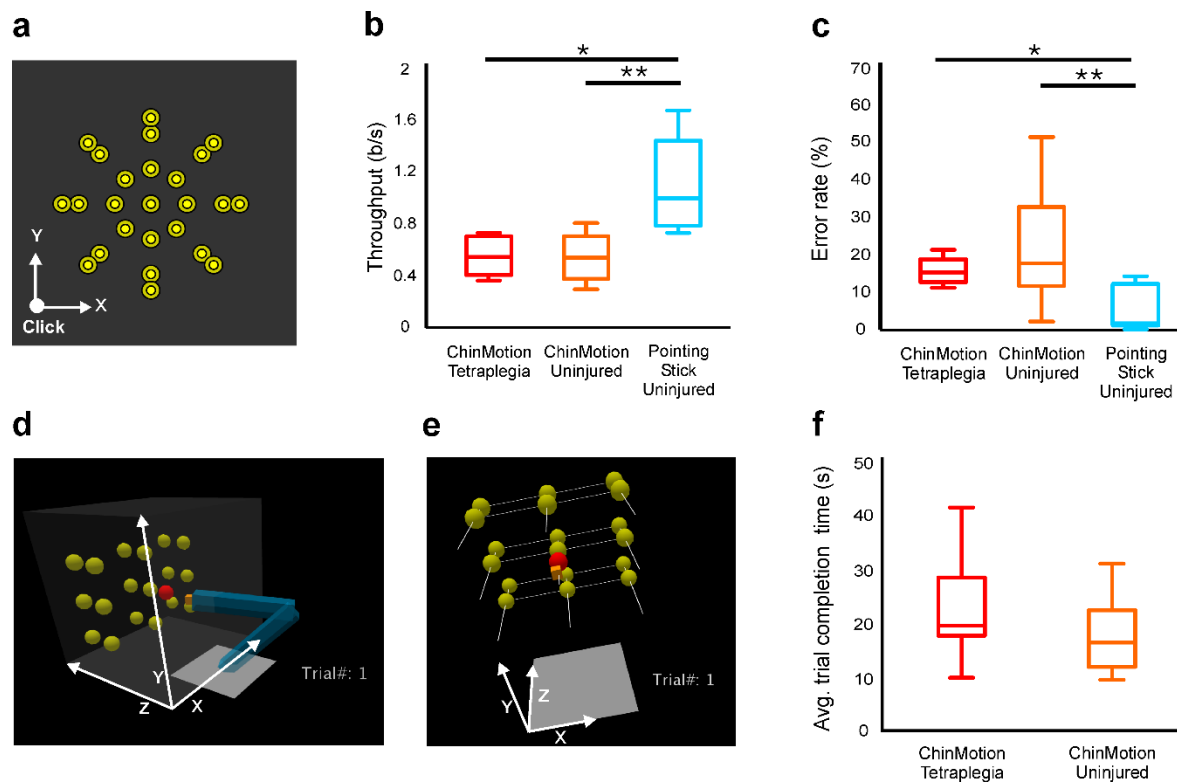 a
Y
X
Click
b
*
**
Throughput (b/s)
2
1.6
1.2
0.8
0.4
0
ChinMotion
Tetraplegia
ChinMotion
Uninjured
Pointing
Stick
Uninjured
c
*
**
Error rate (%)
70
60
50
40
30
20
10
0
ChinMotion
Tetraplegia
ChinMotion
Uninjured
Pointing
Stick
Uninjured
d
Y
Z
X
Trial#: 1
e
Y
Z
X
Trial#: 1
f
Avg. trial completion time (s)
50
40
30
20
10
0
ChinMotion
Tetraplegia
ChinMotion
Uninjured